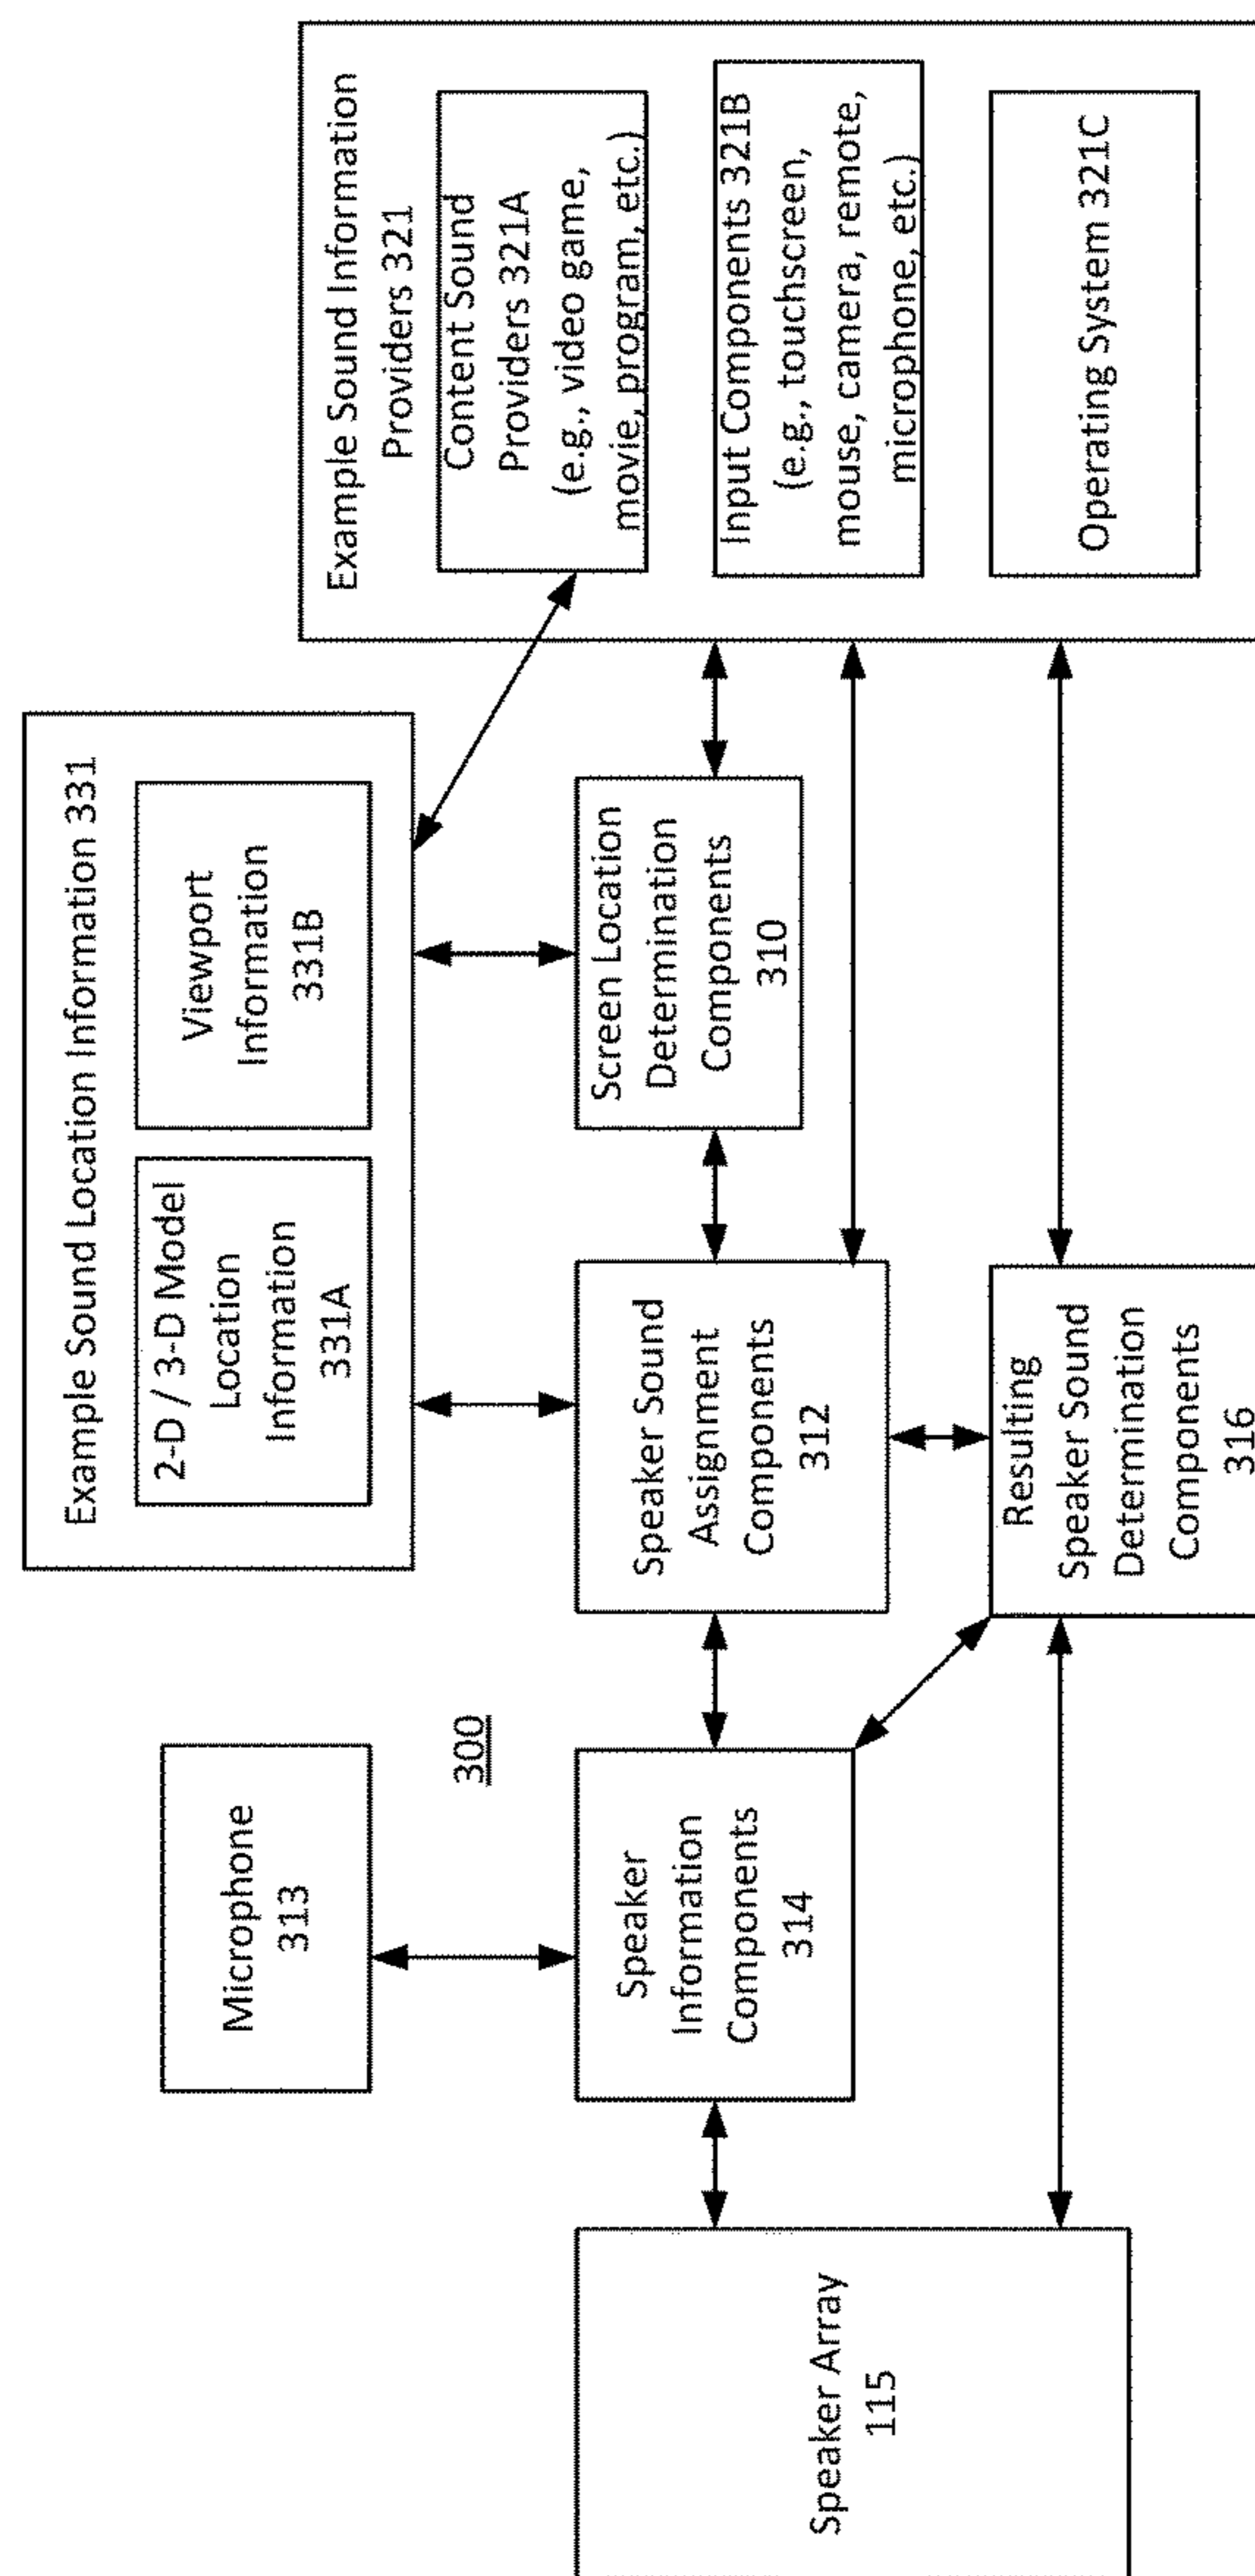 Example Sound Location Information 331
2-D / 3-D Model
Location
Information
331A
Viewport
Information
331B
Microphone
313
300
Example Sound Information
Providers 321
Content Sound
Providers 321A
(e.g., video game,
movie, program, etc.)
Input Components 321B
(e.g., touchscreen,
mouse, camera, remote,
microphone, etc.)
Operating System 321C
Speaker Array
115
Speaker
Information
Components
314
Speaker Sound
Assignment
Components
312
Screen Location
Determination
Components
310
Resulting
Speaker Sound
Determination
Components
316